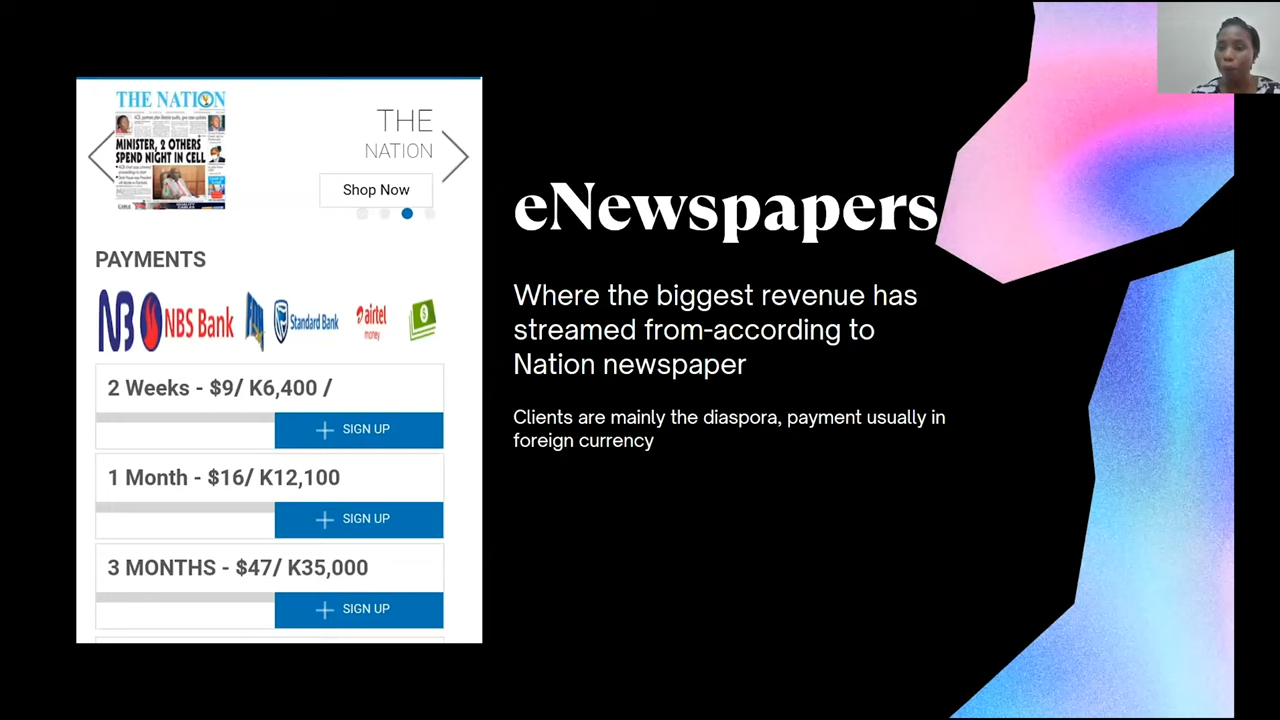 THE NATION
MINISTER, 2 OTHERS
SPEND NIGHT IN CELL
THE
NATION
Shop Now
PAYMENTS
NB
NBS Bank
Standard Bank
airtel
money
2 Weeks - $9/ K6,400 /
SIGN UP
1 Month - $16/ K12,100
SIGN UP
3 MONTHS - $47/ K35,000
SIGN UP
eNewspapers
Where the biggest revenue has
streamed from-according to
Nation newspaper
Clients are mainly the diaspora, payment usually in
foreign currency